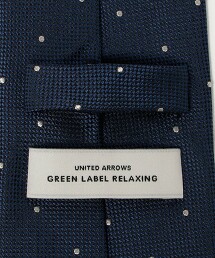 UNITED ARROWS
GREEN LABEL RELAXING